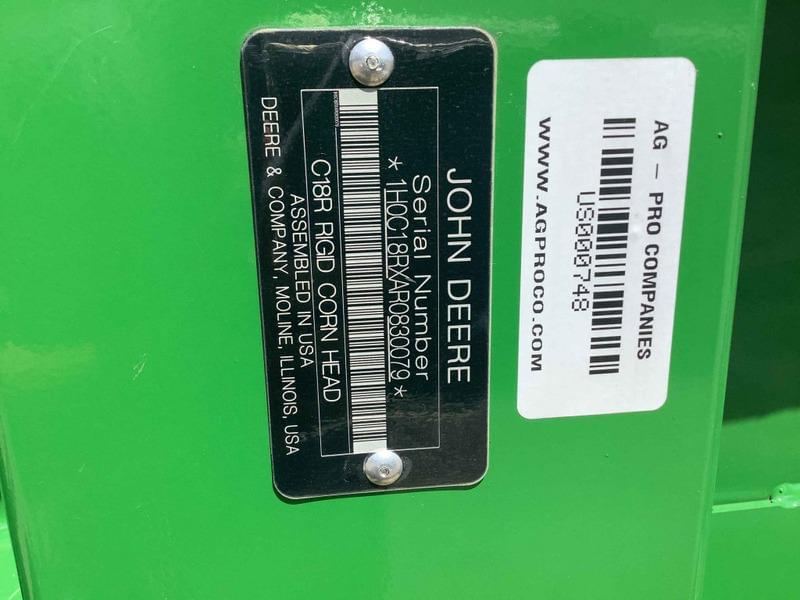 JOHN DEERE
Serial Number
*1H0C18RXAR0830079*
C18R RIGID CORN HEAD
ASSEMBLED IN USA
DEERE & COMPANY, MOLINE, ILLINOIS, USA
AG - PRO COMPANIES
US000748
WWW.AGPROCO.COM